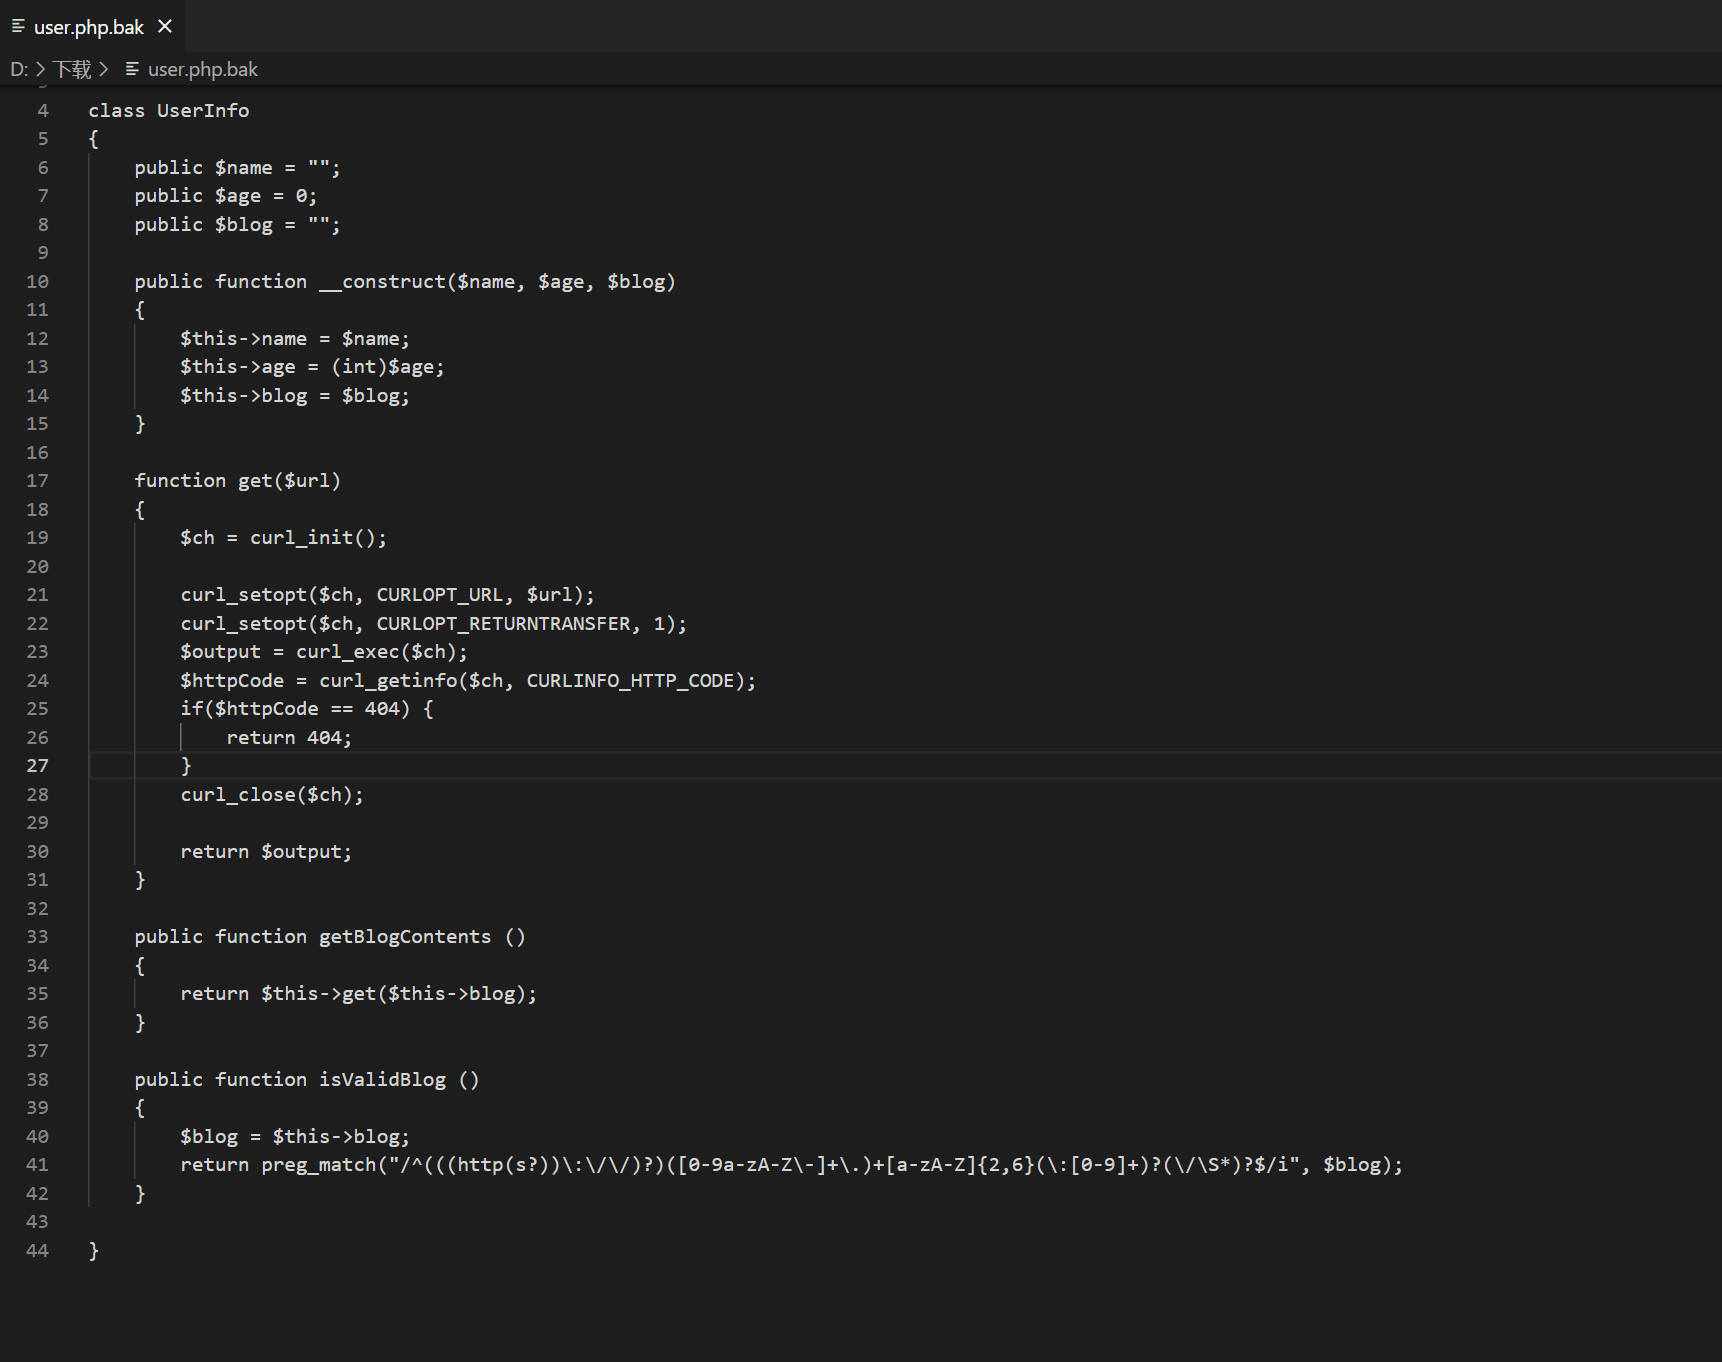 user.php.bak
D: > 下载 > user.php.bak
4 class UserInfo
5 {
6     public $name = "";
7     public $age = 0;
8     public $blog = "";
9
10     public function __construct($name, $age, $blog)
11     {
12         $this->name = $name;
13         $this->age = (int)$age;
14         $this->blog = $blog;
15     }
16
17     function get($url)
18     {
19         $ch = curl_init();
20
21         curl_setopt($ch, CURLOPT_URL, $url);
22         curl_setopt($ch, CURLOPT_RETURNTRANSFER, 1);
23         $output = curl_exec($ch);
24         $httpCode = curl_getinfo($ch, CURLINFO_HTTP_CODE);
25         if($httpCode == 404) {
26             return 404;
27         }
28         curl_close($ch);
29
30         return $output;
31     }
32
33     public function getBlogContents ()
34     {
35         return $this->get($this->blog);
36     }
37
38     public function isValidBlog ()
39     {
40         $blog = $this->blog;
41         return preg_match("/^(((http(s?))\:\/\/)?)([0-9a-zA-Z\-]+\.)+[a-zA-Z]{2,6}(\:[0-9]+)?(\/\S*)?$/i", $blog);
42     }
43
44 }